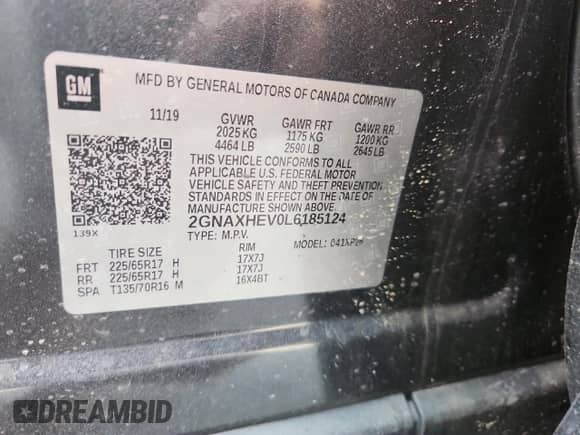 GM
MFD BY GENERAL MOTORS OF CANADA COMPANY
11/19 GVWR GAWR FRT GAWR RR
2025 KG 1175 KG 1200 KG
4464 LB 2590 LB 2645 LB
THIS VEHICLE CONFORMS TO ALL
APPLICABLE U.S. FEDERAL MOTOR
VEHICLE SAFETY AND THEFT PREVENTION
STANDARDS IN EFFECT ON THE DATE OF
MANUFACTURE SHOWN ABOVE.
2GNAXHEV0L6185124
139X TYPE: M.P.V. MODEL:
TIRE SIZE RIM
FRT 225/65R17 H 17X7J
RR 225/65R17 H 17X7J
SPA T135/70R16 M 16X4BT
DREAMBID